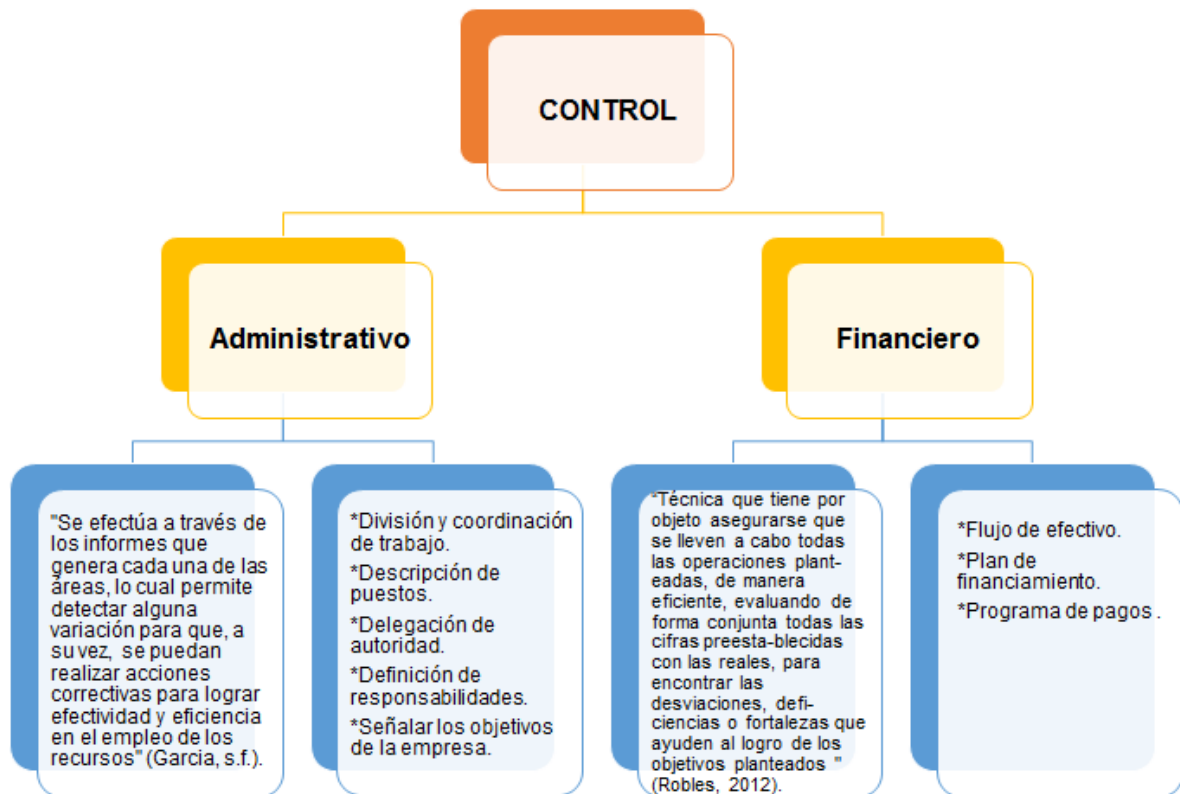 CONTROL
Administrativo
Financiero
"Se efectúa a través de
los informes que
genera cada una de las
áreas, lo cual permite
detectar alguna
variación para que, a
su vez, se puedan
realizar acciones
correctivas para lograr
efectividad y eficiencia
en el empleo de los
recursos" (Garcia, s.f.).
*División y coordinación
de trabajo.
*Descripción de
puestos.
*Delegación de
autoridad.
*Definición de
responsabilidades.
*Señalar los objetivos
de la empresa.
"Técnica que tiene por
objeto asegurarse que
se lleven a cabo todas
las operaciones plant-
eadas, de manera
eficiente, evaluando de
forma conjunta todas las
cifras preesta-blecidas
con las reales, para
encontrar las
desviaciones, defi-
ciencias o fortalezas que
ayuden al logro de los
objetivos planteados "
(Robles, 2012).
*Flujo de efectivo.
*Plan de
financiamiento.
*Programa de pagos .